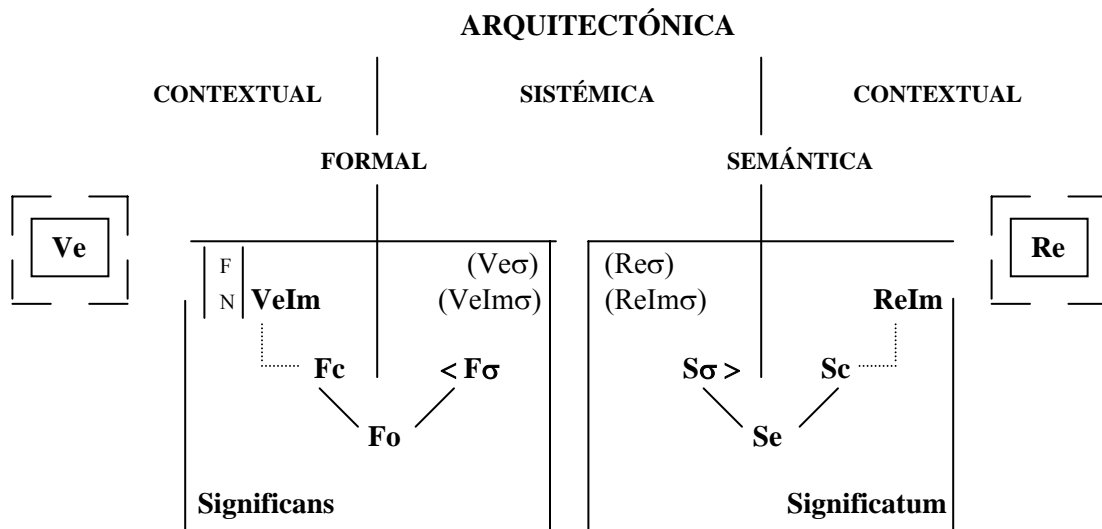 ARQUITECTÓNICA
CONTEXTUAL SISTÉMICA CONTEXTUAL
FORMAL SEMÁNTICA
Ve Re
F (Veσ) (Reσ)
N VeIm (VeImσ) (ReImσ) ReIm
Fc < Fσ Sσ > Sc
Fo Se
Significans Significatum